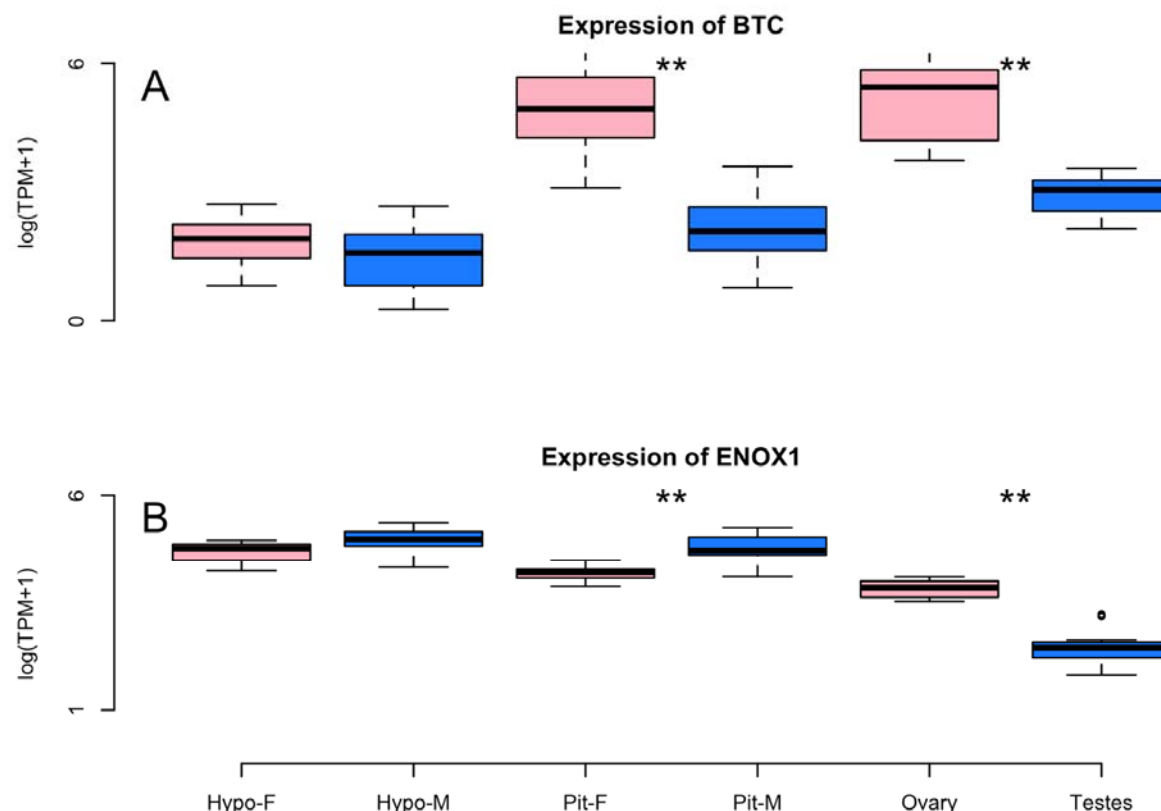 Expression of BTC
A
**
**
6
0
log(TPM+1)
Expression of ENOX1
B
**
**
6
1
log(TPM+1)
Hypo-F Hypo-M Pit-F Pit-M Ovary Testes